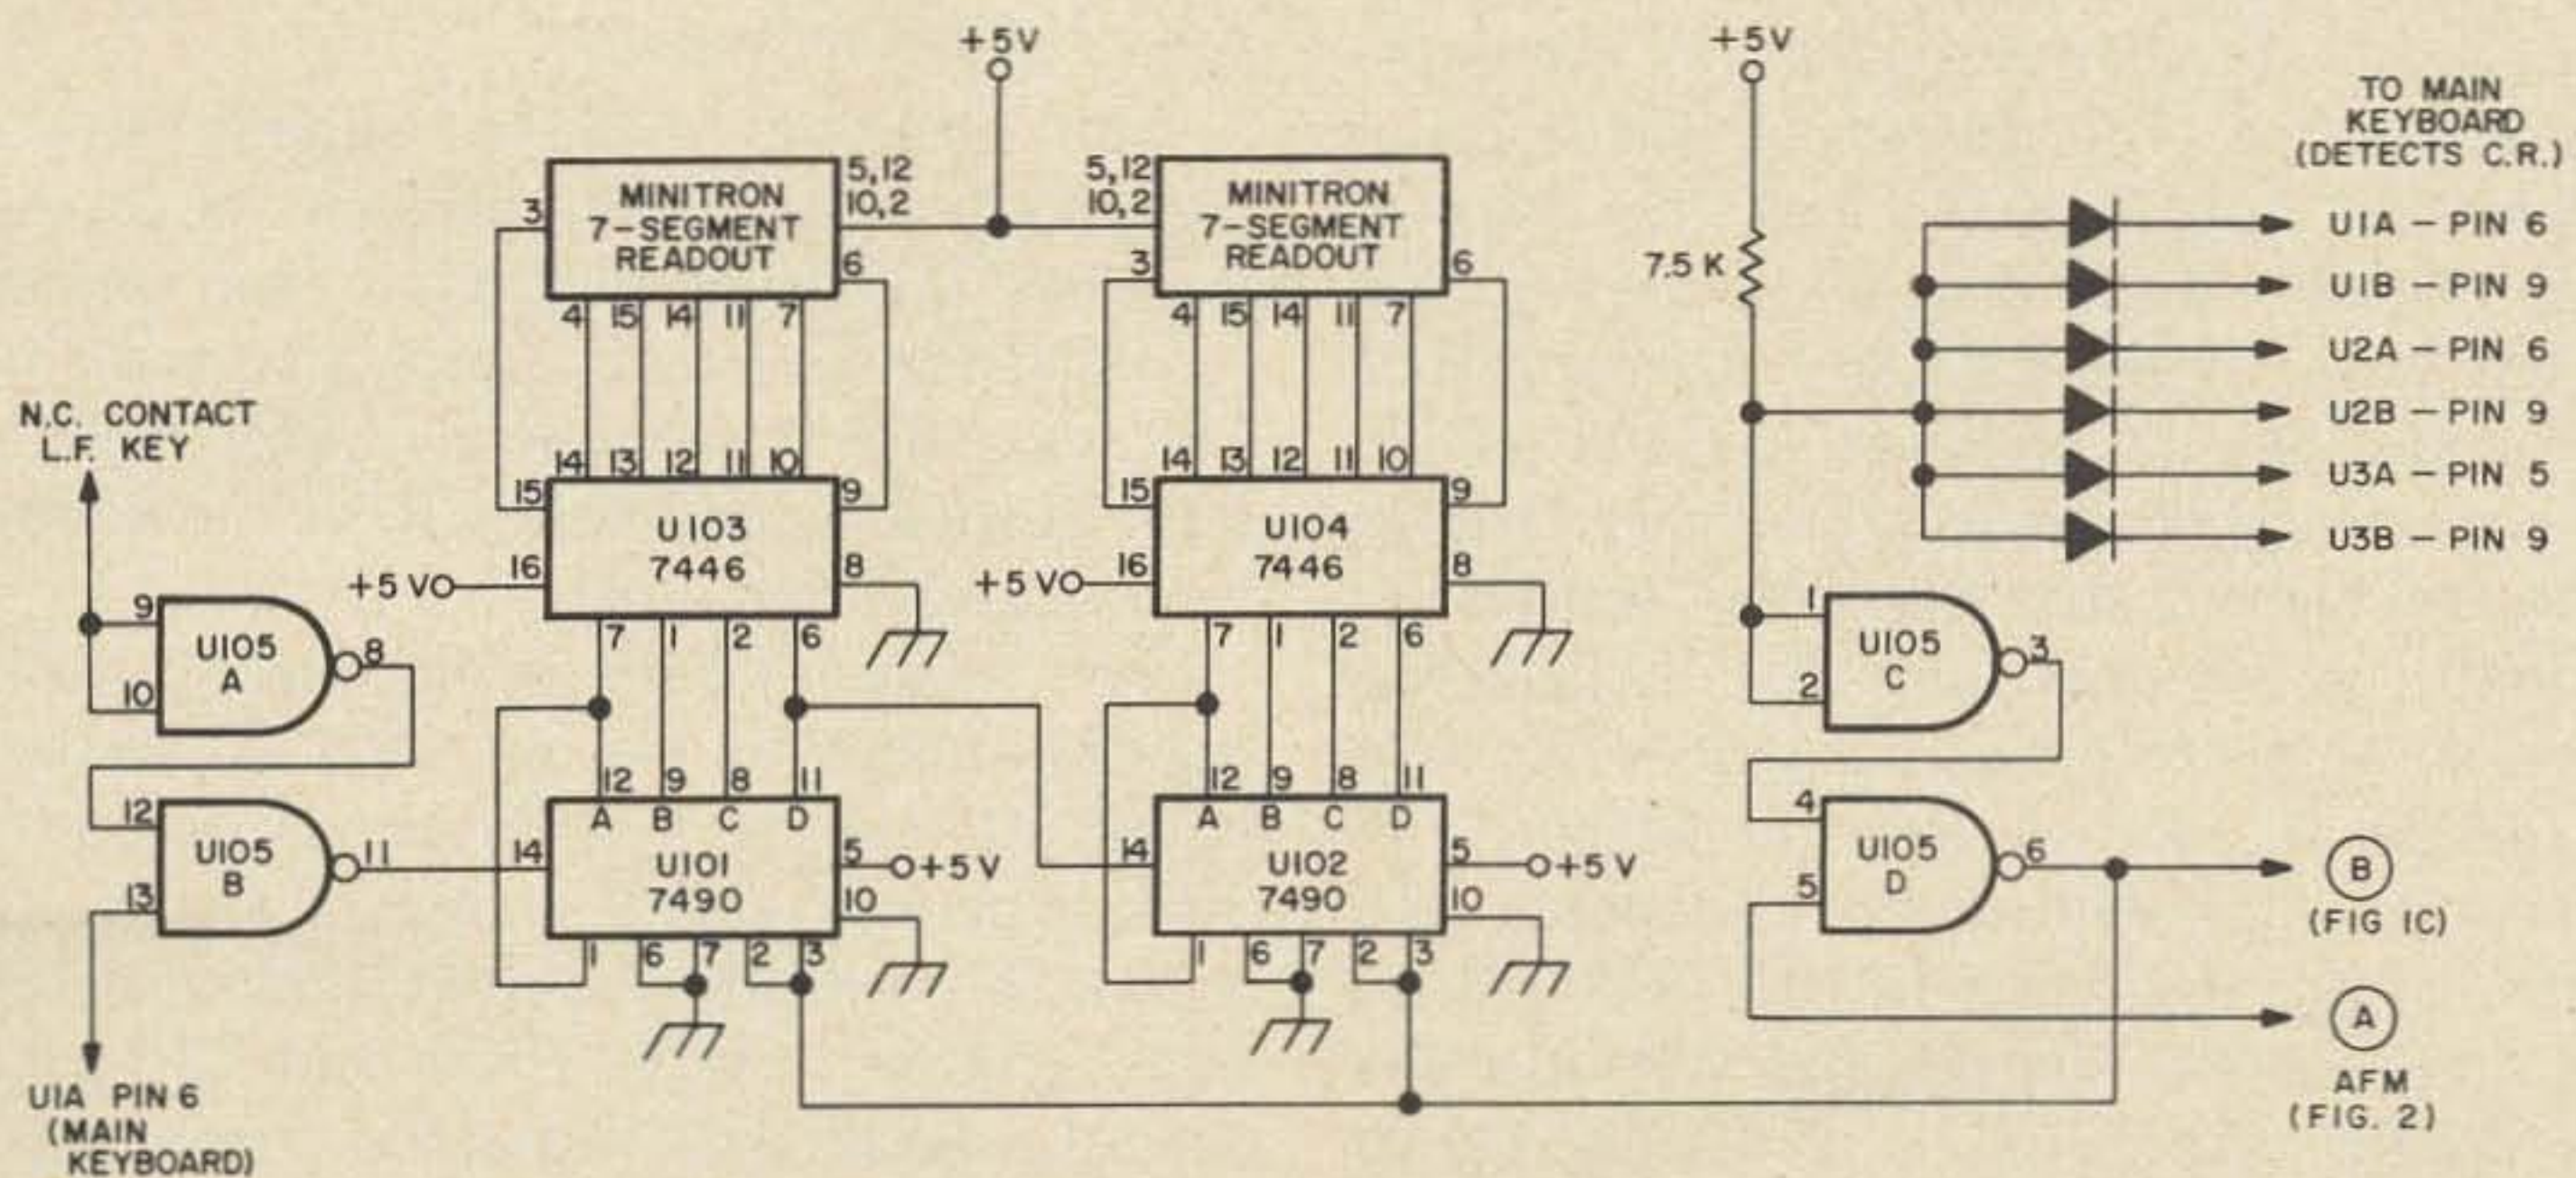 +5V
+5V
TO MAIN
KEYBOARD
(DETECTS C.R.)
MINITRON
7-SEGMENT
READOUT
3
5,12
10,2
6
4 15 14 11 7
MINITRON
7-SEGMENT
READOUT
5,12
10,2
3
6
4 15 14 11 7
7.5 K
U1A - PIN 6
U1B - PIN 9
U2A - PIN 6
U2B - PIN 9
U3A - PIN 5
U3B - PIN 9
N.C. CONTACT
L.F. KEY
14 13 12 11 10
15
9
U103
7446
+5 V
16
8
7 1 2 6
14 13 12 11 10
15
9
U104
7446
+5 V
16
8
7 1 2 6
9
10
U105
A
8
12
13
U105
B
11
U1A PIN 6
(MAIN
KEYBOARD)
12 9 8 11
A B C D
14
U101
7490
5
+5 V
10
1 6 7 2 3
12 9 8 11
A B C D
14
U102
7490
5
+5 V
10
1 6 7 2 3
1
2
U105
C
3
4
5
U105
D
6
B
(FIG 1C)
A
AFM
(FIG. 2)